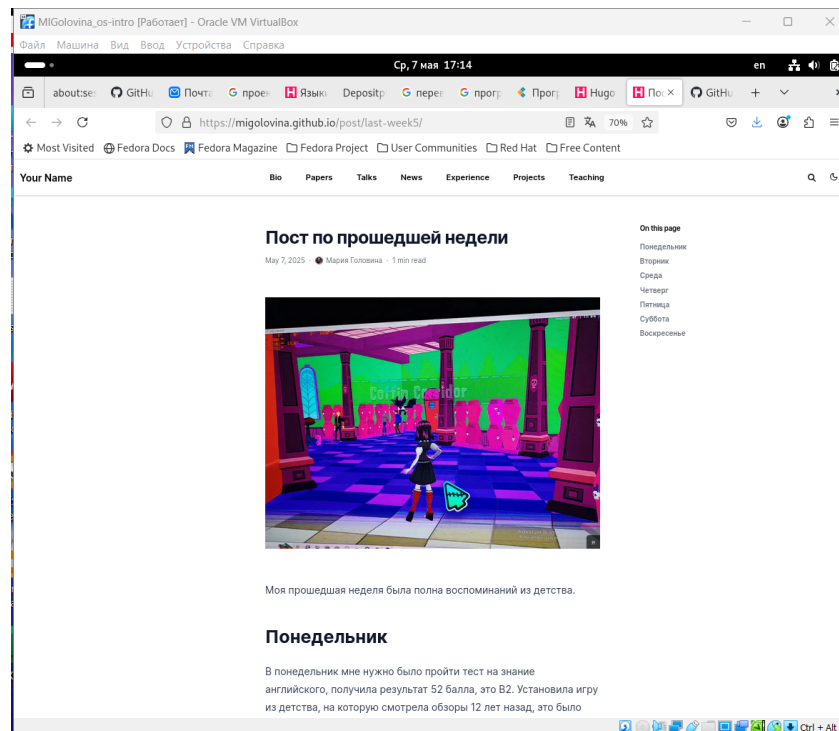 MIGolovina_os-intro [Работает] - Oracle VM VirtualBox
Файл Машина Вид Ввод Устройства Справка
Ср, 7 мая 17:14
en
about:se GitHu Почт G прое Языки Depositp G перев G прогр Прогр Hugo Пос GitHu
https://migolovina.github.io/post/last-week5/
70%
Most Visited Fedora Docs Fedora Magazine Fedora Project User Communities Red Hat Free Content
Your Name
Bio Papers Talks News Experience Projects Teaching
Пост по прошедшей недели
May 7, 2025 · Мария Головина · 1 min read
On this page
Понедельник
Вторник
Среда
Четверг
Пятница
Суббота
Воскресенье
Coffin Corridor
Моя прошедшая неделя была полна воспоминаний из детства.
Понедельник
В понедельник мне нужно было пройти тест на знание
английского, получила результат 52 балла, это B2. Установила игру
из детства, на которую смотрела обзоры 12 лет назад, это было
Ctrl + Alt